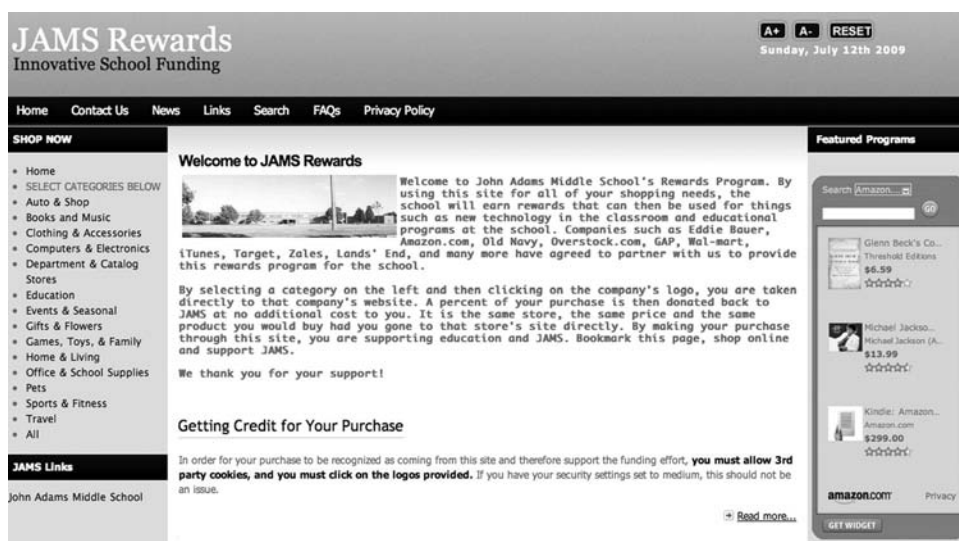 JAMS Rewards
Innovative School Funding
A+ A- RESET
Sunday, July 12th 2009
Home Contact Us News Links Search FAQs Privacy Policy
SHOP NOW
Home
SELECT CATEGORIES BELOW
Auto & Shop
Books and Music
Clothing & Accessories
Computers & Electronics
Department & Catalog
Stores
Education
Events & Seasonal
Gifts & Flowers
Games, Toys, & Family
Home & Living
Office & School Supplies
Pets
Sports & Fitness
Travel
All
JAMS Links
John Adams Middle School
Welcome to JAMS Rewards
Welcome to John Adams Middle School's Rewards Program. By
using this site for all of your shopping needs, the
school will earn rewards that can then be used for things
such as new technology in the classroom and educational
programs at the school. Companies such as Eddie Bauer,
Amazon.com, Old Navy, Overstock.com, GAP, Wal-mart,
iTunes, Target, Zales, Lands' End, and many more have agreed to partner with us to provide
this rewards program for the school.
By selecting a category on the left and then clicking on the company's logo, you are taken
directly to that company's website. A percent of your purchase is then donated back to
JAMS at no additional cost to you. It is the same store, the same price and the same
product you would buy had you gone to that store's site directly. By making your purchase
through this site, you are supporting education and JAMS. Bookmark this page, shop online
and support JAMS.
We thank you for your support!
Getting Credit for Your Purchase
In order for your purchase to be recognized as coming from this site and therefore support the funding effort, you must allow 3rd
party cookies, and you must click on the logos provided. If you have your security settings set to medium, this should not be
an issue.
Read more...
Featured Programs
Search Amazon....
GO
Glenn Beck's Co...
Threshold Editions
$6.59
Michael Jackso...
Michael Jackson (A...
$13.99
Kindle: Amazon...
Amazon.com
$299.00
amazon.com Privacy
GET WIDGET